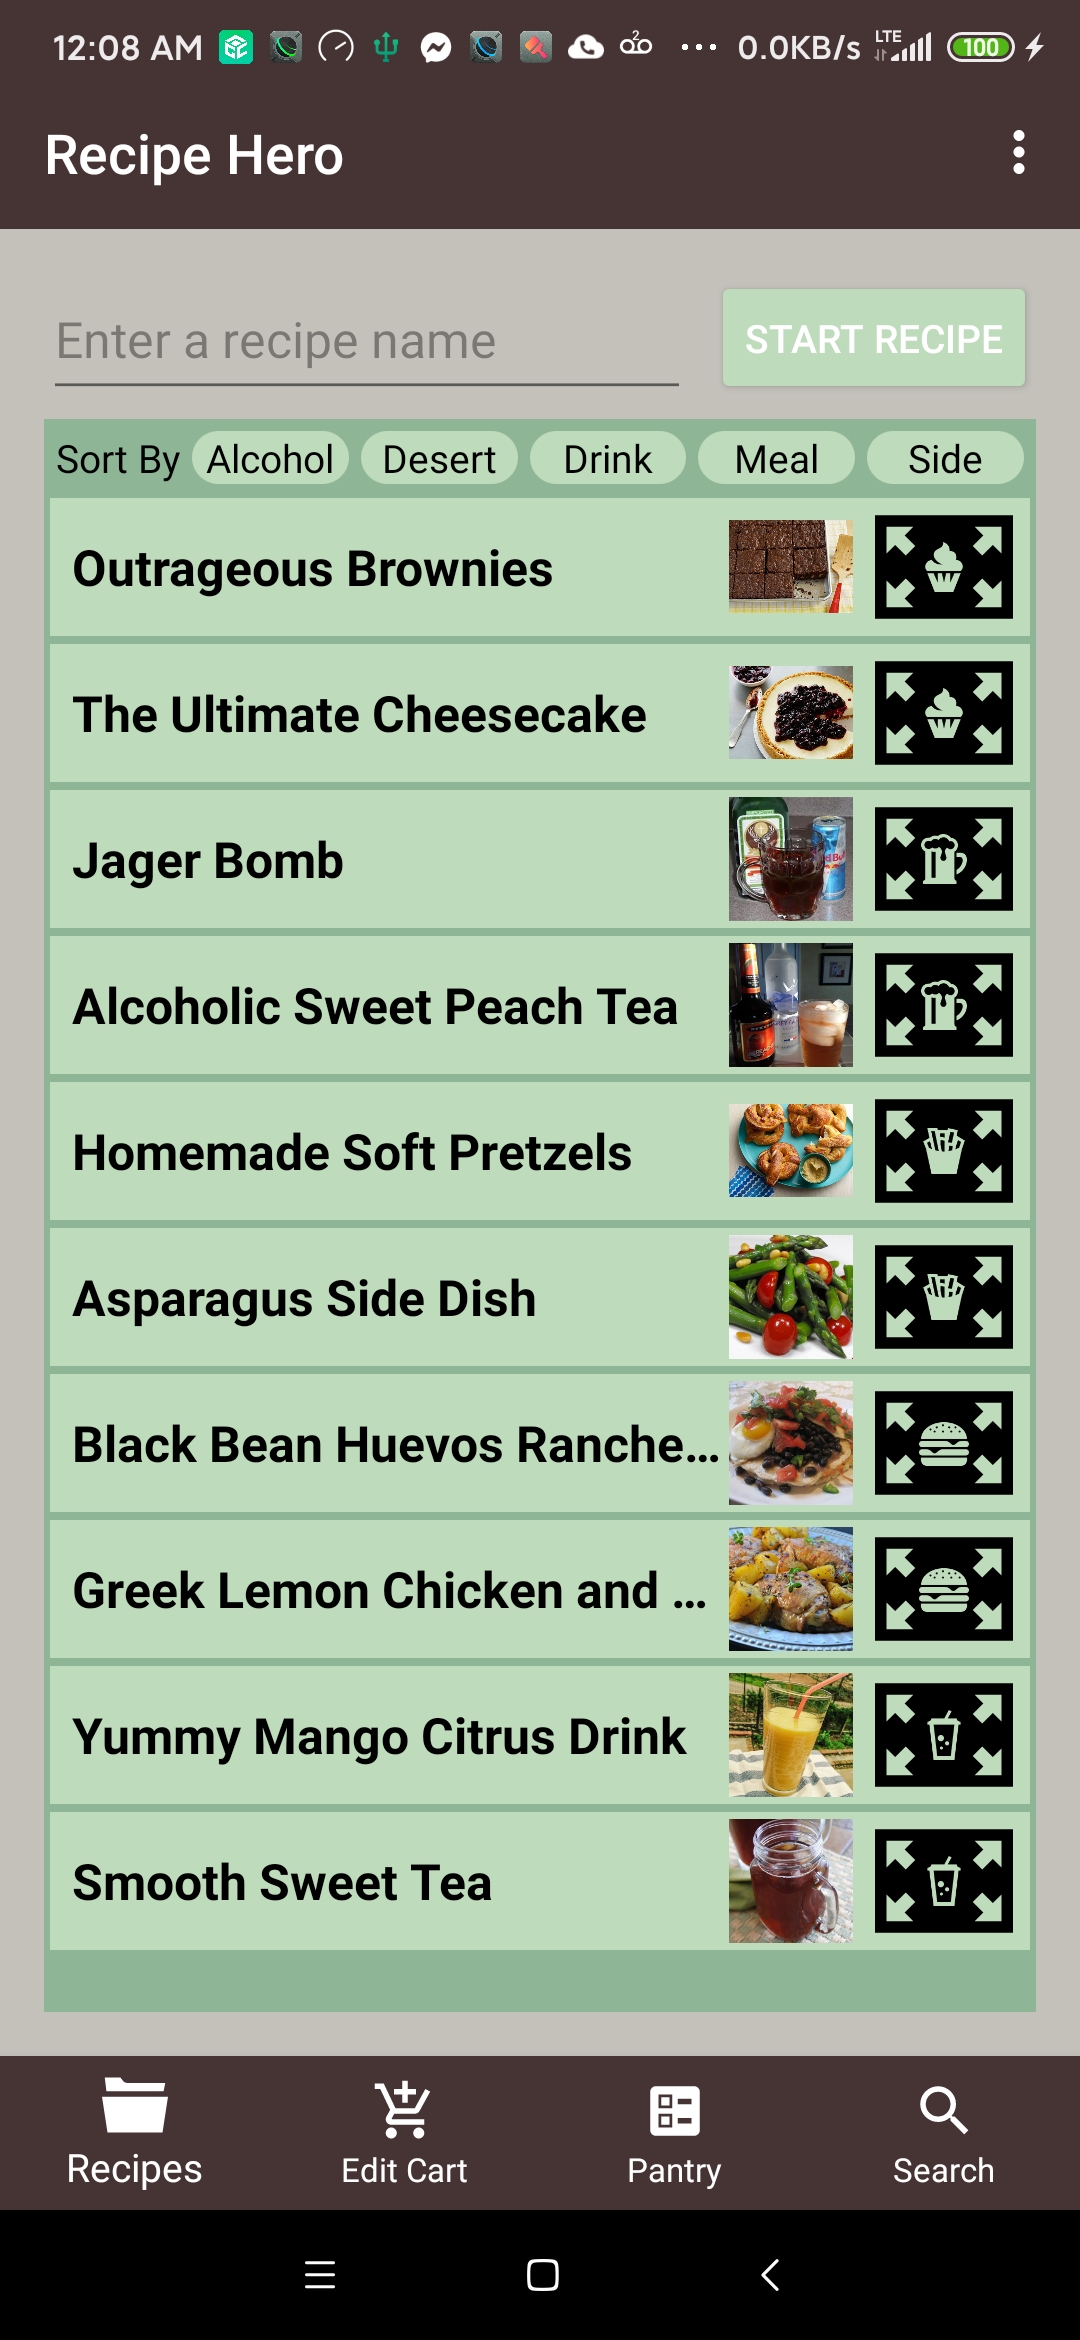 12:08 AM 0.0KB/s LTE 100
Recipe Hero
Enter a recipe name
START RECIPE
Sort By Alcohol Desert Drink Meal Side
Outrageous Brownies
The Ultimate Cheesecake
Jager Bomb
Alcoholic Sweet Peach Tea
Homemade Soft Pretzels
Asparagus Side Dish
Black Bean Huevos Ranche...
Greek Lemon Chicken and ...
Yummy Mango Citrus Drink
Smooth Sweet Tea
Recipes Edit Cart Pantry Search